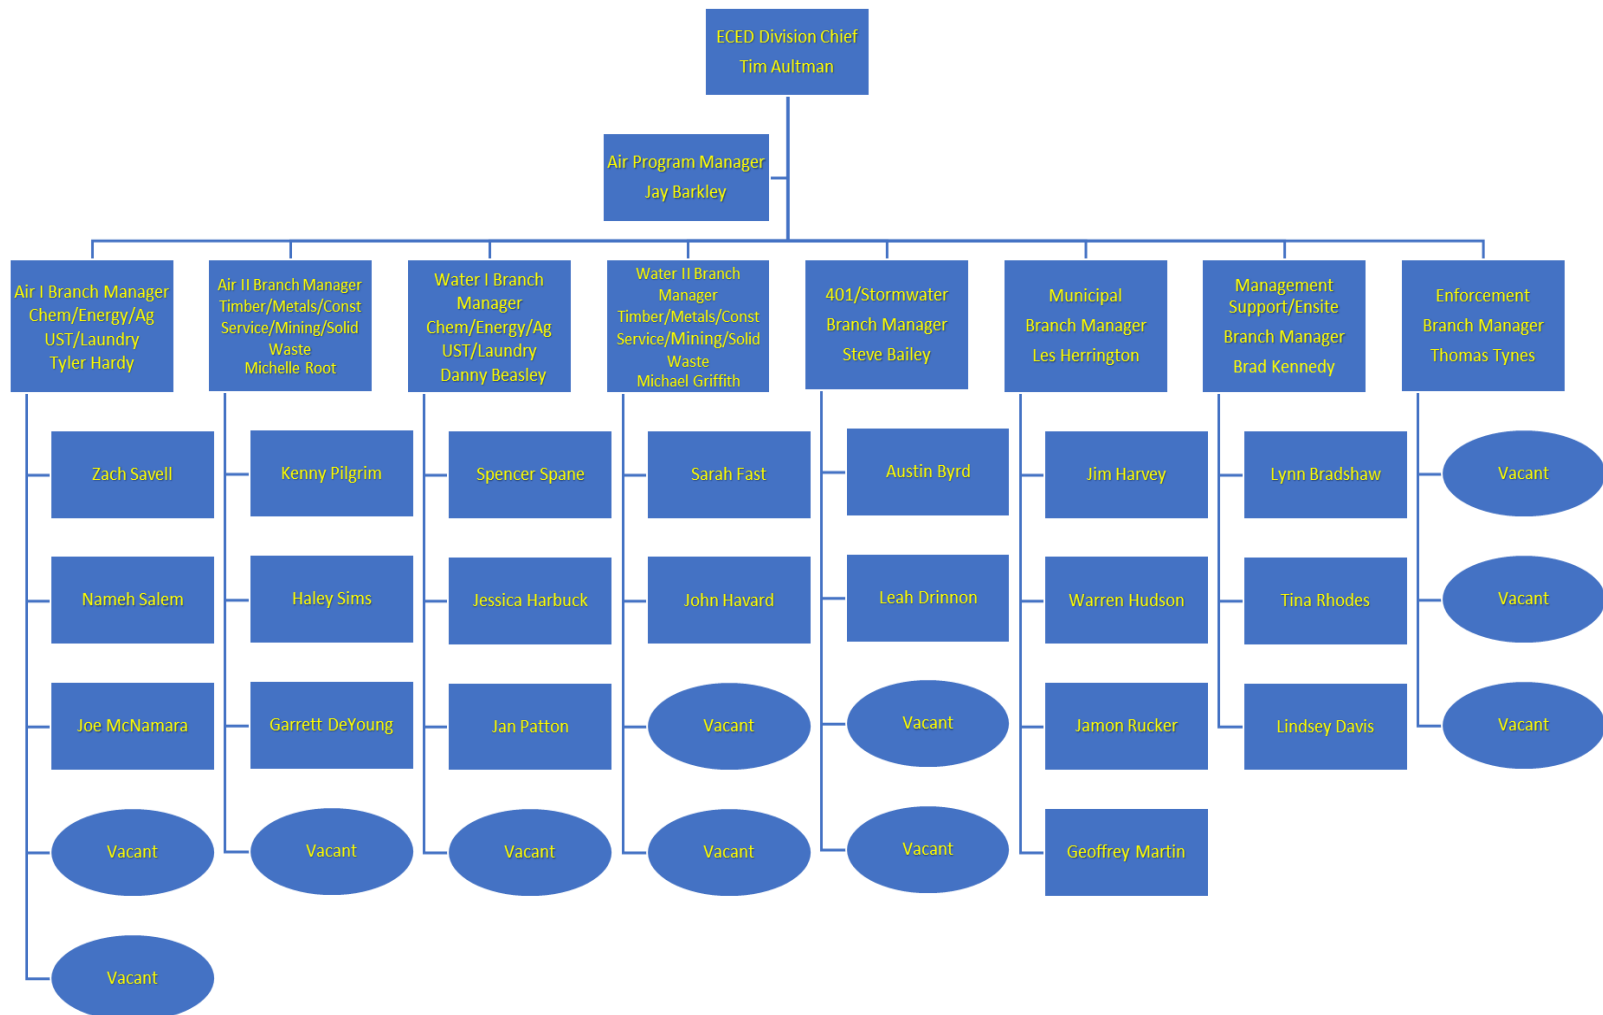 ECED Division Chief
Tim Aultman
Air Program Manager
Jay Barkley
Air I Branch Manager
Chem/Energy/Ag
UST/Laundry
Tyler Hardy
Air II Branch Manager
Timber/Metals/Const
Service/Mining/Solid
Waste
Michelle Root
Water I Branch
Manager
Chem/Energy/Ag
UST/Laundry
Danny Beasley
Water II Branch
Manager
Timber/Metals/Const
Service/Mining/Solid
Waste
Michael Griffith
401/Stormwater
Branch Manager
Steve Bailey
Municipal
Branch Manager
Les Herrington
Management
Support/Ensite
Branch Manager
Brad Kennedy
Enforcement
Branch Manager
Thomas Tynes
Zach Savell
Nameh Salem
Joe McNamara
Vacant
Vacant
Kenny Pilgrim
Haley Sims
Garrett DeYoung
Vacant
Spencer Spane
Jessica Harbuck
Jan Patton
Vacant
Sarah Fast
John Havard
Vacant
Vacant
Austin Byrd
Leah Drinnon
Vacant
Vacant
Jim Harvey
Warren Hudson
Jamon Rucker
Geoffrey Martin
Lynn Bradshaw
Tina Rhodes
Lindsey Davis
Vacant
Vacant
Vacant